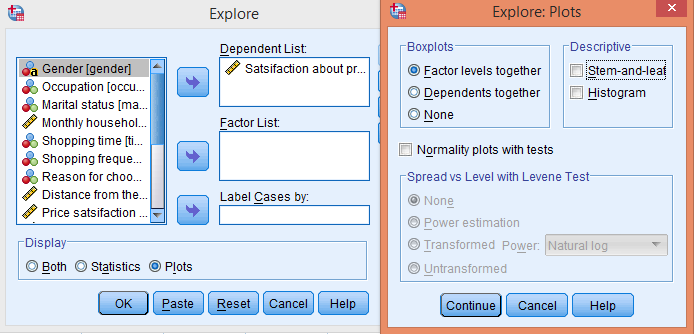 Explore
Dependent List:
Gender [gender]
Occupation [occu...
Marital status [ma...
Monthly househol...
Shopping time [ti...
Shopping freque...
Reason for choo...
Distance from the...
Price satsifaction ...
Satsifaction about pr...
Factor List:
Label Cases by:
Display
Both
Statistics
Plots
OK
Paste
Reset
Cancel
Help
Explore: Plots
Boxplots
Factor levels together
Dependents together
None
Descriptive
Stem-and-leaf
Histogram
Normality plots with tests
Spread vs Level with Levene Test
None
Power estimation
Transformed Power: Natural log
Untransformed
Continue
Cancel
Help